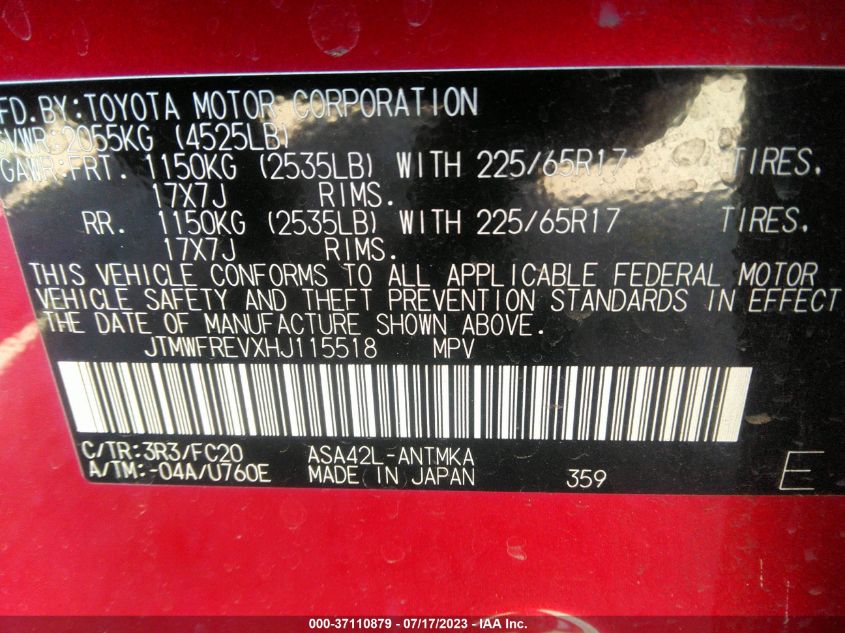 FD. BY: TOYOTA MOTOR CORPORATION
GVWR: 2055KG (4525LB)
GAWR: FRT. 1150KG (2535LB) WITH 225/65R17 TIRES.
17X7J RIMS.
RR. 1150KG (2535LB) WITH 225/65R17 TIRES.
17X7J RIMS.
THIS VEHICLE CONFORMS TO ALL APPLICABLE FEDERAL MOTOR
VEHICLE SAFETY AND THEFT PREVENTION STANDARDS IN EFFECT
THE DATE OF MANUFACTURE SHOWN ABOVE.
JTMWFREVXHJ115518 MPV
C/TR: 3R3/FC20 ASA42L-ANTMKA
A/TM: -04A/U760E MADE IN JAPAN 359 E
000-37110879 - 07/17/2023 - IAA Inc.